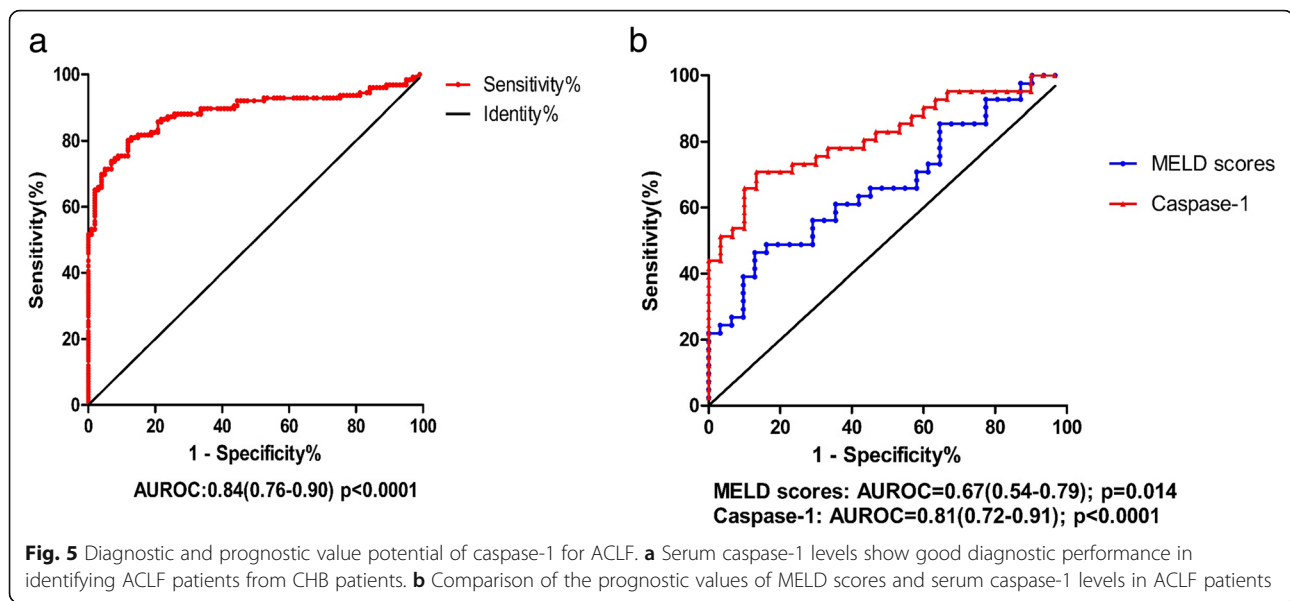 a
100
80
60
40
20
0
Sensitivity(%)
0 20 40 60 80 100
1 - Specificity%
Sensitivity%
Identity%
AUROC:0.84(0.76-0.90) p<0.0001
b
100
80
60
40
20
0
Sensitivity(%)
0 20 40 60 80 100
1 - Specificity%
MELD scores
Caspase-1
MELD scores: AUROC=0.67(0.54-0.79); p=0.014
Caspase-1: AUROC=0.81(0.72-0.91); p<0.0001
Fig. 5 Diagnostic and prognostic value potential of caspase-1 for ACLF. a Serum caspase-1 levels show good diagnostic performance in
identifying ACLF patients from CHB patients. b Comparison of the prognostic values of MELD scores and serum caspase-1 levels in ACLF patients